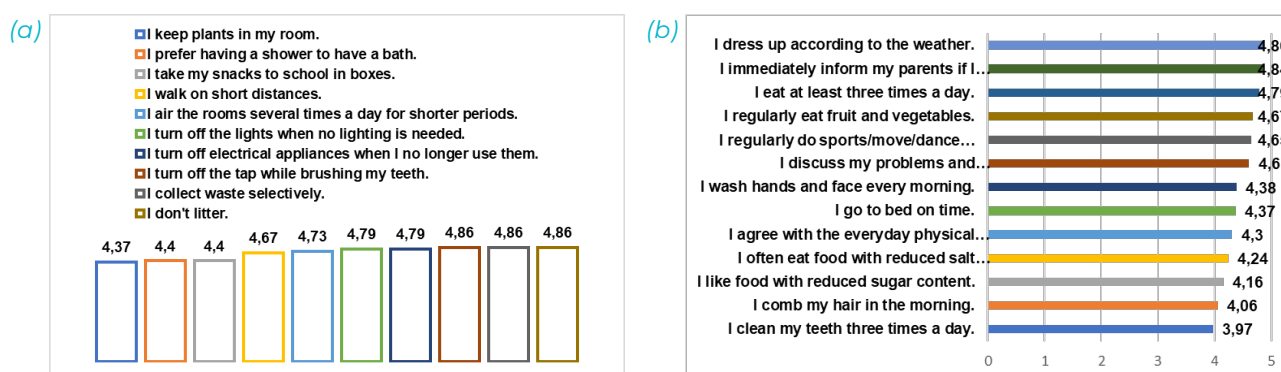 (a)
I keep plants in my room.
I prefer having a shower to have a bath.
I take my snacks to school in boxes.
I walk on short distances.
I air the rooms several times a day for shorter periods.
I turn off the lights when no lighting is needed.
I turn off electrical appliances when I no longer use them.
I turn off the tap while brushing my teeth.
I collect waste selectively.
I don't litter.
4,37 4,4 4,4 4,67 4,73 4,79 4,79 4,86 4,86 4,86
(b)
I dress up according to the weather.
I immediately inform my parents if I...
I eat at least three times a day. 4,79
I regularly eat fruit and vegetables. 4,67
I regularly do sports/move/dance...
I discuss my problems and... 4,6
I wash hands and face every morning. 4,38
I go to bed on time. 4,37
I agree with the everyday physical... 4,3
I often eat food with reduced salt... 4,24
I like food with reduced sugar content. 4,16
I comb my hair in the morning. 4,06
I clean my teeth three times a day. 3,97
0 1 2 3 4 5